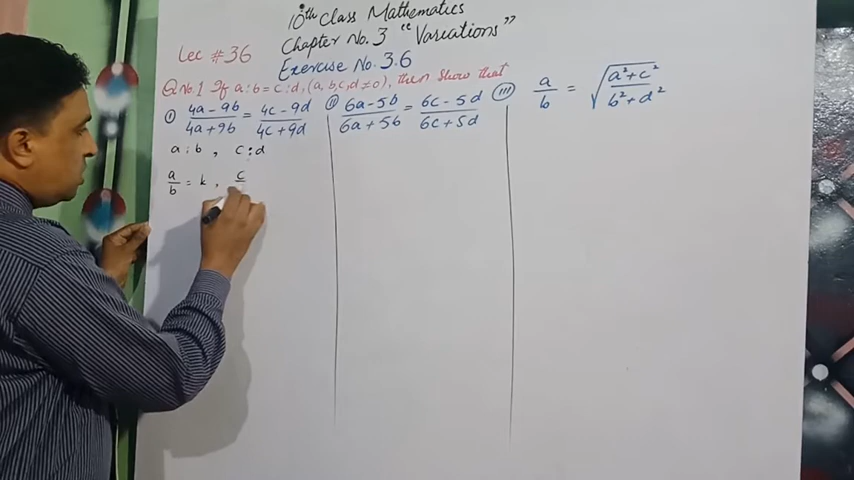 10th Class Mathematics
Lec #36
Chapter No. 3 "Variations"
Exercise No. 3.6
Q No. 1 If a:b = c:d, (a,b,c,d ≠ 0), then show that
(i) 4a-9b/4a+9b = 4c-9d/4c+9d
(ii) 6a-5b/6a+5b = 6c-5d/6c+5d
(iii) a/b = √(a²+c²/b²+d²)
a:b , c:d
a/b = k , c